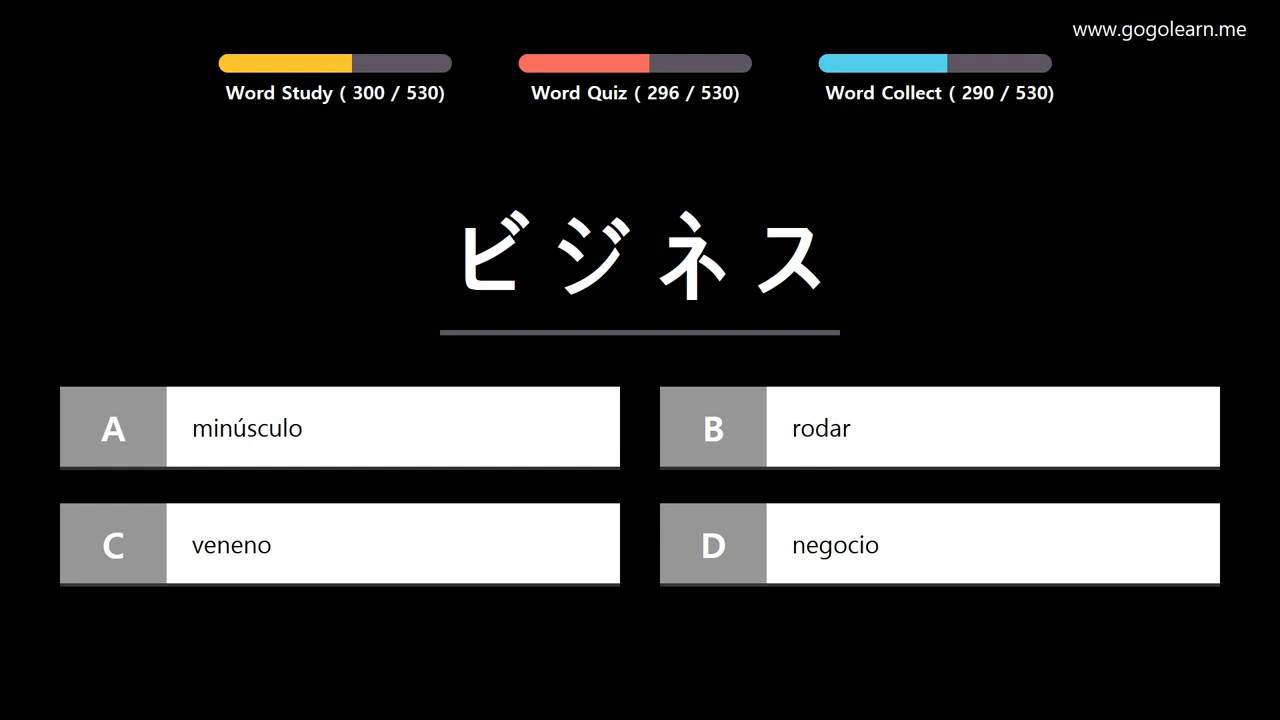 www.gogolearn.me
Word Study ( 300 / 530)
Word Quiz ( 296 / 530)
Word Collect ( 290 / 530)
ビジネス
A minúsculo
B rodar
C veneno
D negocio